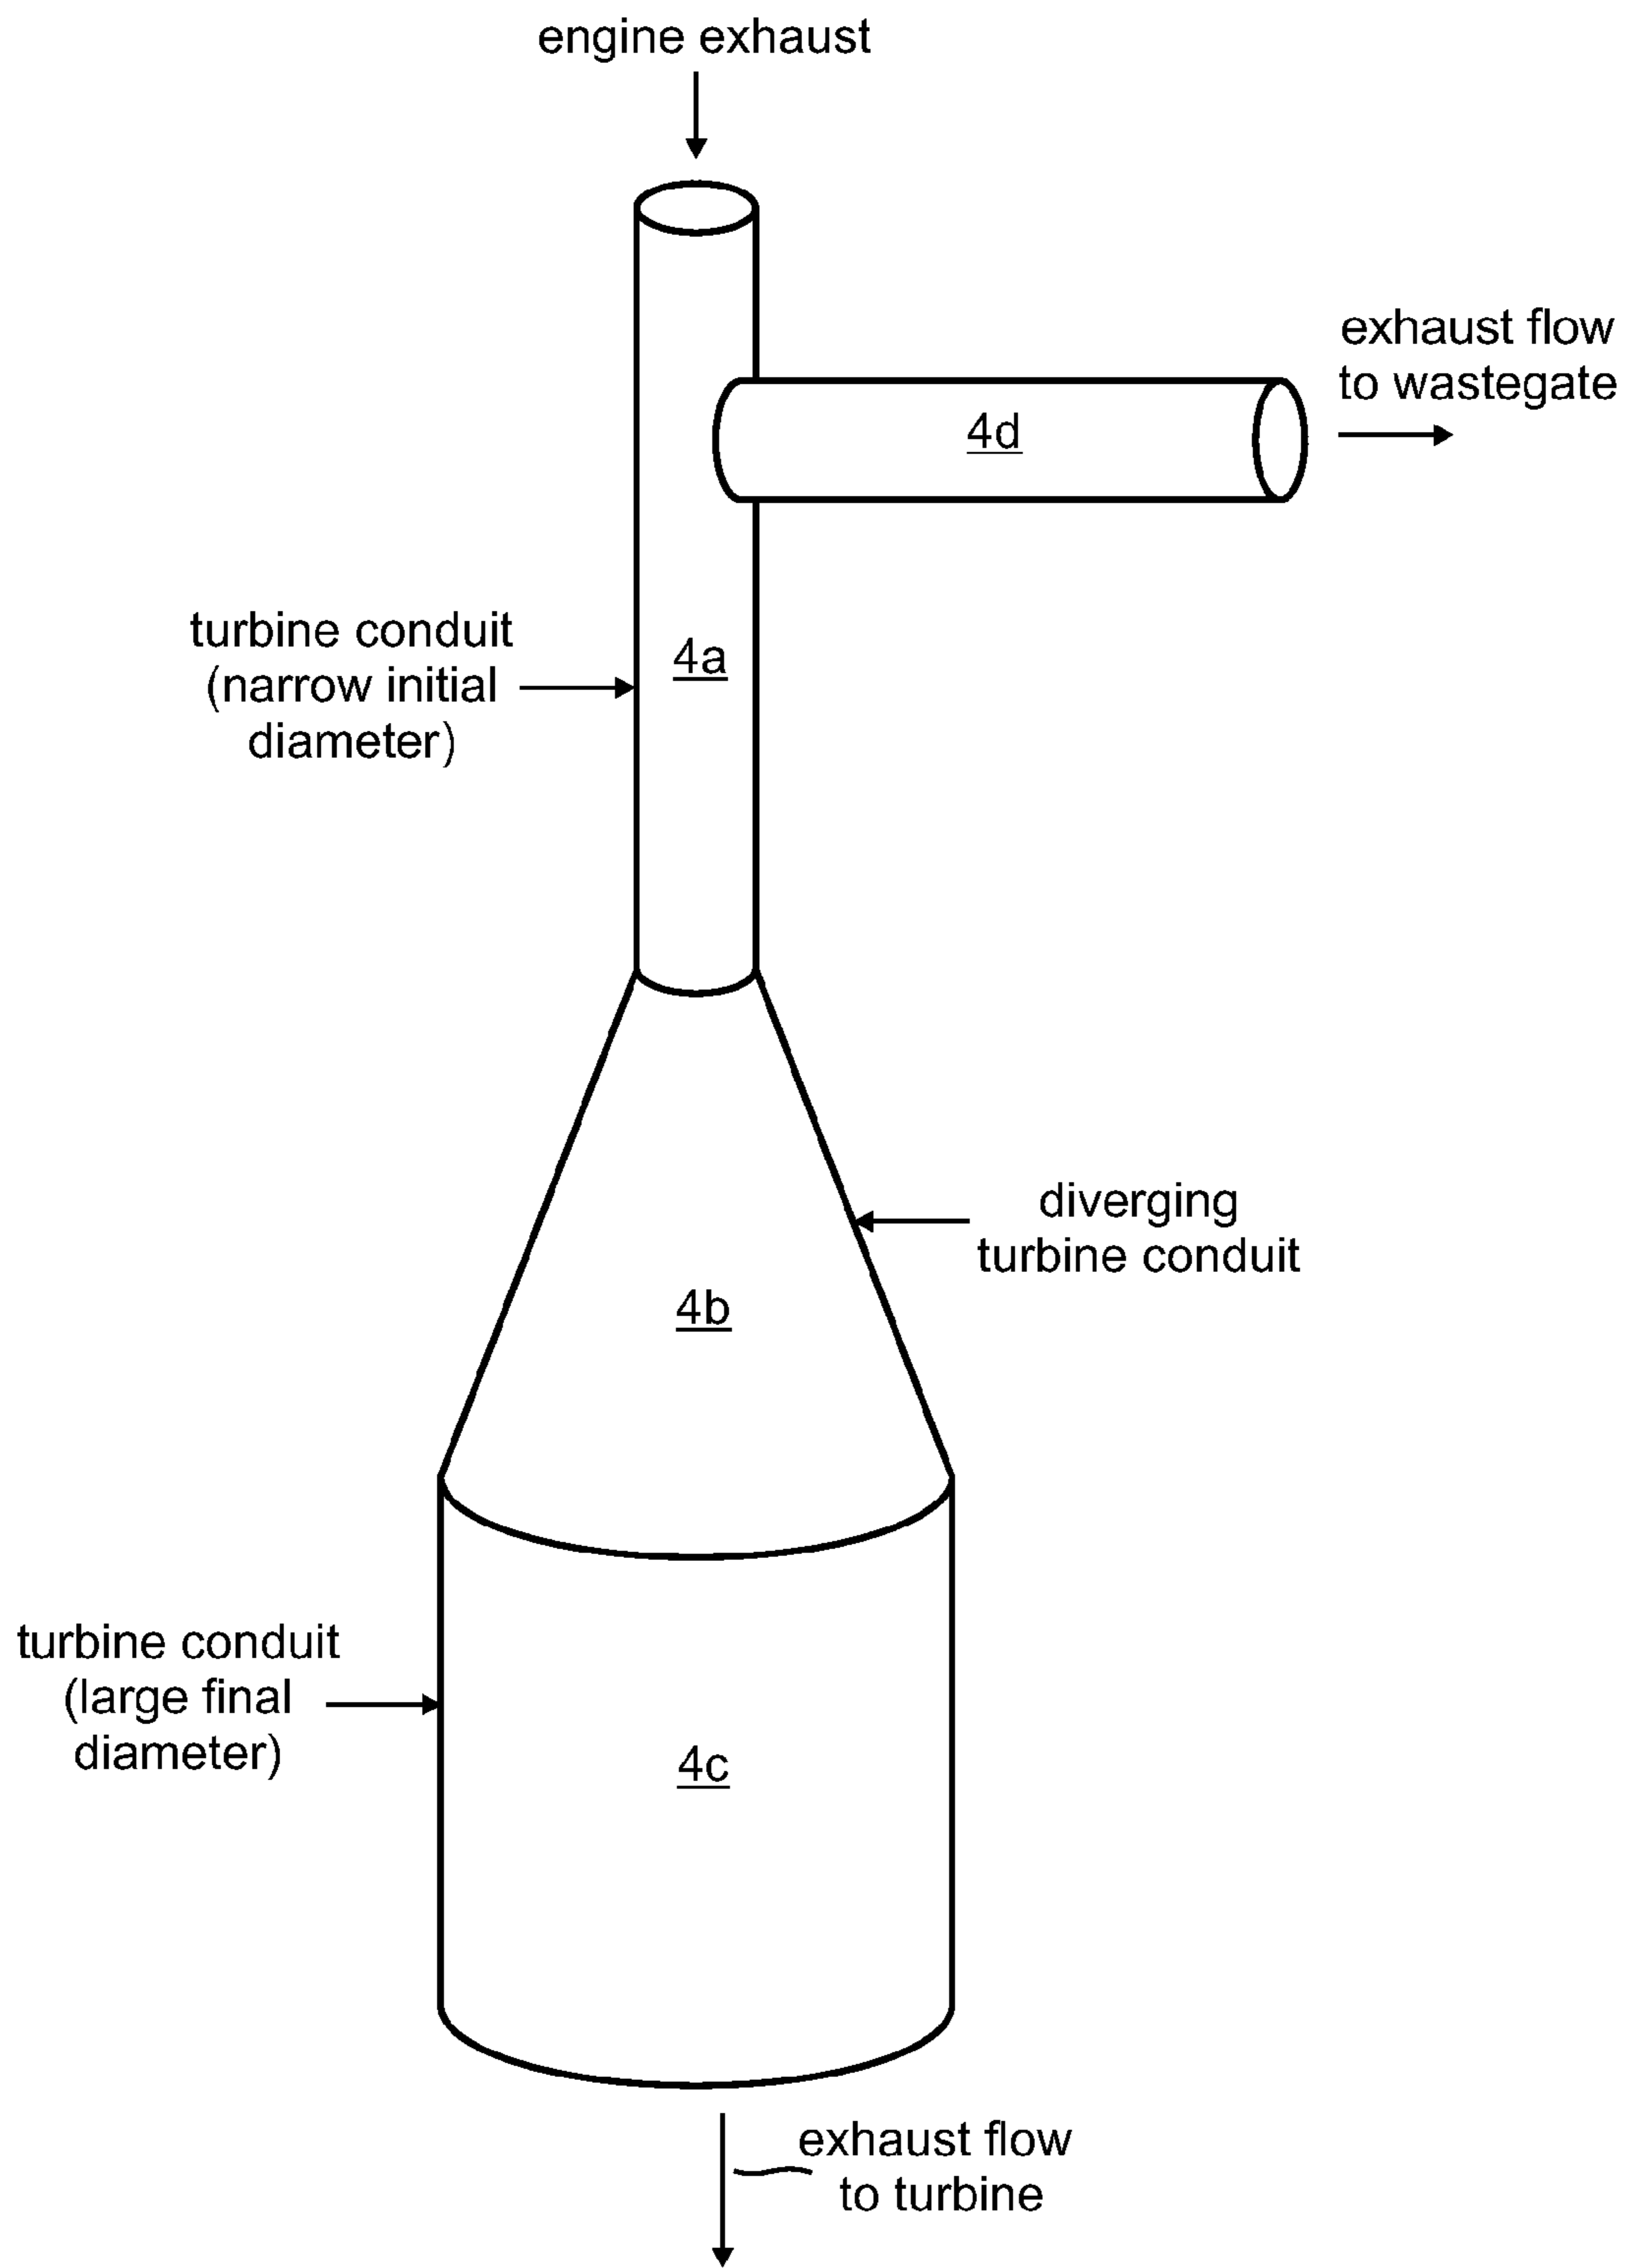 engine exhaust
exhaust flow
to wastegate
4d
turbine conduit
(narrow initial
diameter)
4a
diverging
turbine conduit
4b
turbine conduit
(large final
diameter)
4c
exhaust flow
to turbine